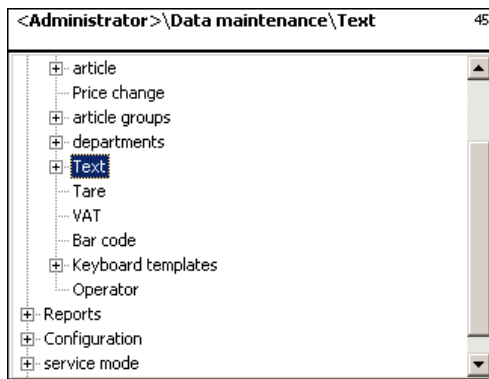 <Administrator>\Data maintenance\Text 45
article
Price change
article groups
departments
Text
Tare
VAT
Bar code
Keyboard templates
Operator
Reports
Configuration
service mode